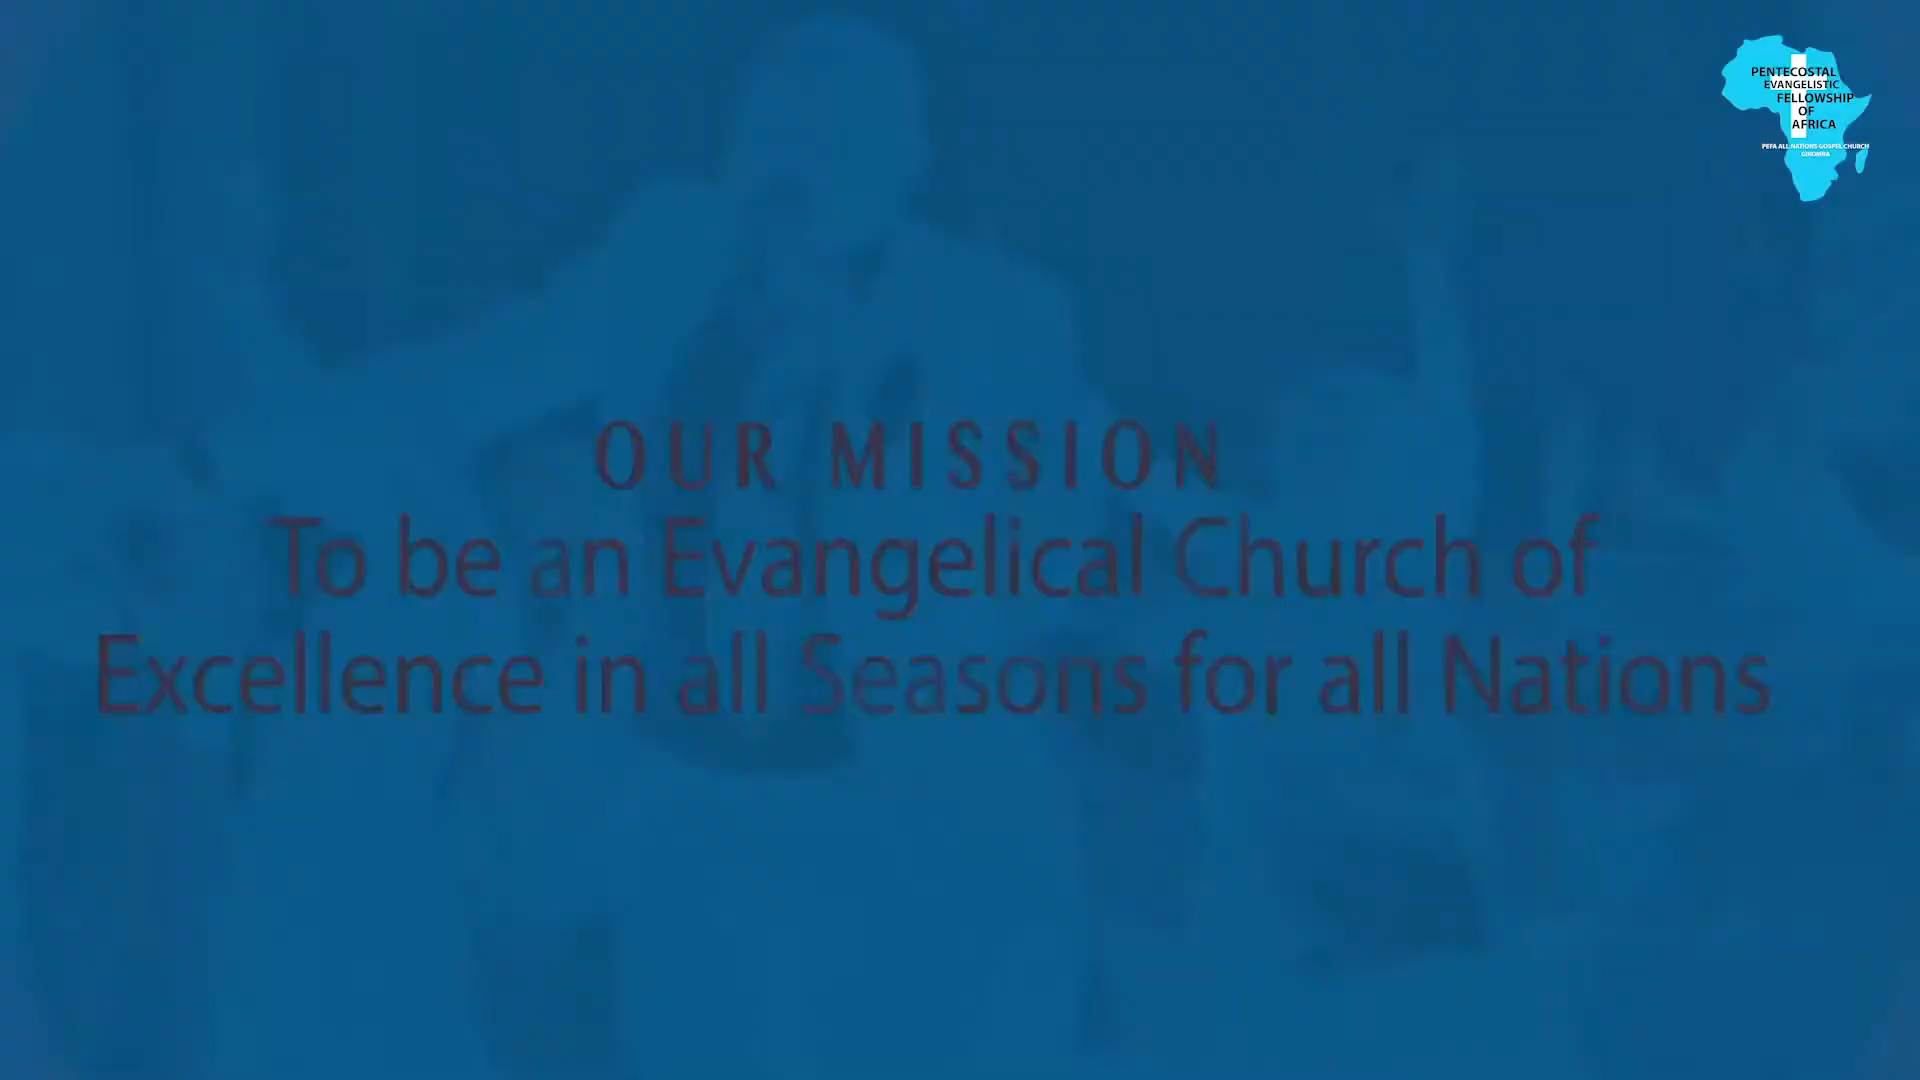 PENTECOSTAL
EVANGELISTIC
FELLOWSHIP
OF
AFRICA
PEFA ALL NATIONS GOSPEL CHURCH
GIKOMBA
OUR MISSION
To be an Evangelical Church of
Excellence in all Seasons for all Nations